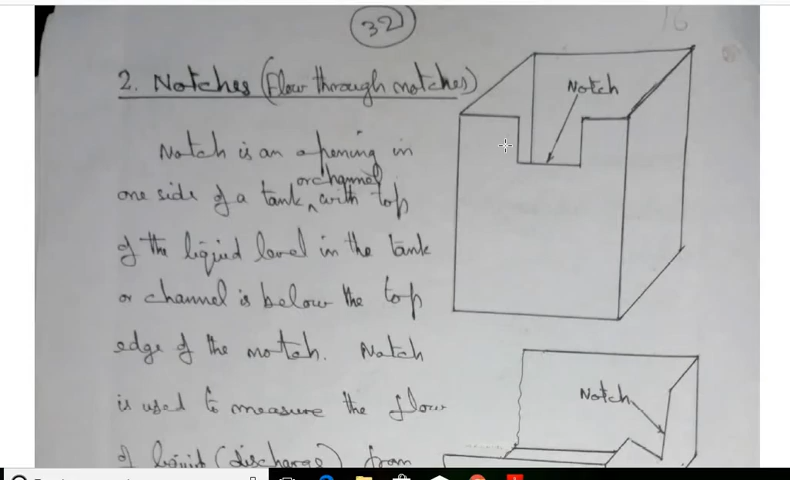 32
2. Notches (Flow through notches)
Notch
Notch is an opening in
or channel
one side of a tank ^ with top
of the liquid level in the tank
or channel is below the top
edge of the notch. Notch
Notch
is used to measure the flow
of liquid (discharge) from